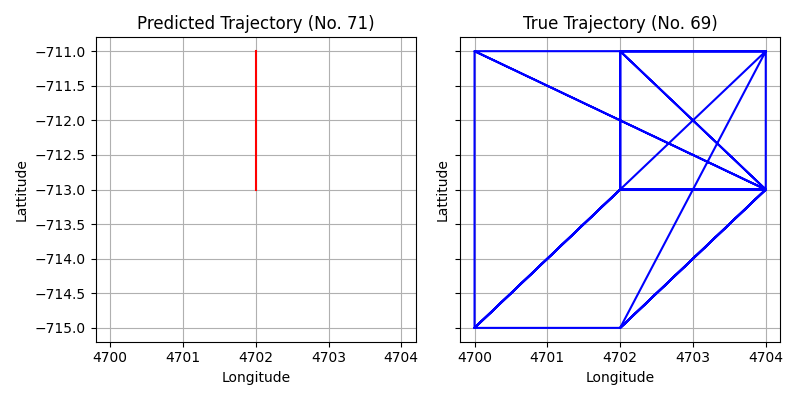 Predicted Trajectory (No. 71)
True Trajectory (No. 69)
−711.0
−711.5
−712.0
−712.5
−713.0
−713.5
−714.0
−714.5
−715.0
Lattitude
Lattitude
4700 4701 4702 4703 4704
4700 4701 4702 4703 4704
Longitude
Longitude